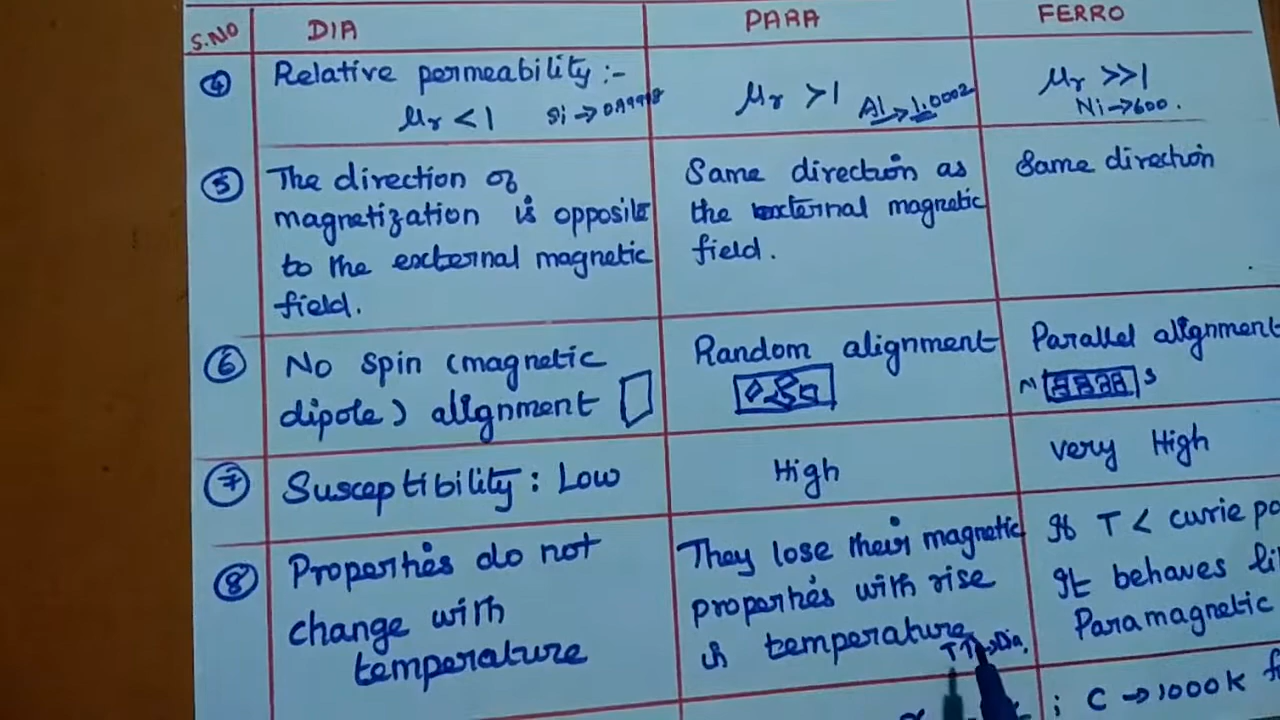 S.NO DIA PARA FERRO
4 Relative permeability :-
μr < 1 Si → 0.99998
μr > 1 Al → 1.0002
μr >> 1
Ni → 600.
5 The direction of
magnetization is opposite
to the external magnetic
field.
Same direction as
the external magnetic
field.
Same direction
6 No spin (magnetic
dipole) alignment
Random alignment
Parallel alignment
N S
7 Susceptibility : Low
High
very High
8 Properties do not
change with
temperature
They lose their magnetic
properties with rise
in temperature
T↑ → Dia.
If T < curie po
It behaves li
Paramagnetic
; C → 1000K f